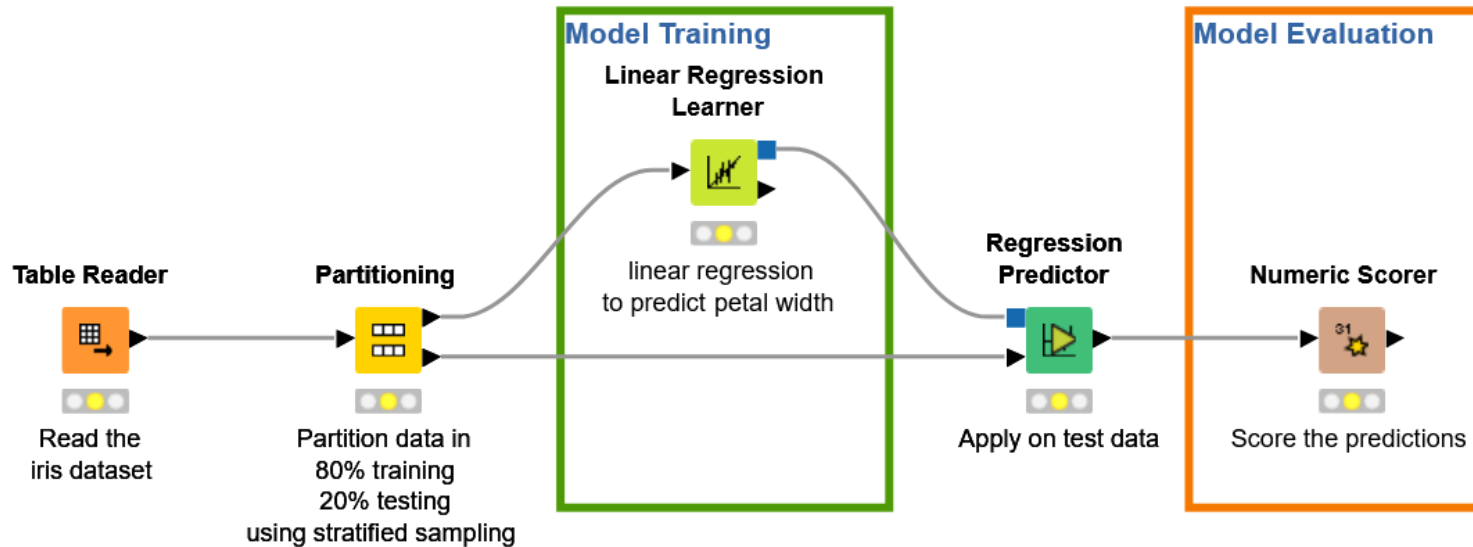 Model Training
Linear Regression
Learner
linear regression
to predict petal width
Table Reader
Read the
iris dataset
Partitioning
Partition data in
80% training
20% testing
using stratified sampling
Regression
Predictor
Apply on test data
Model Evaluation
Numeric Scorer
31
Score the predictions